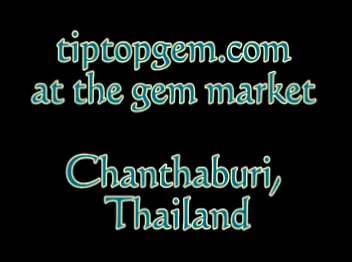 tiptopgem.com
at the gem market
Chanthaburi,
Thailand